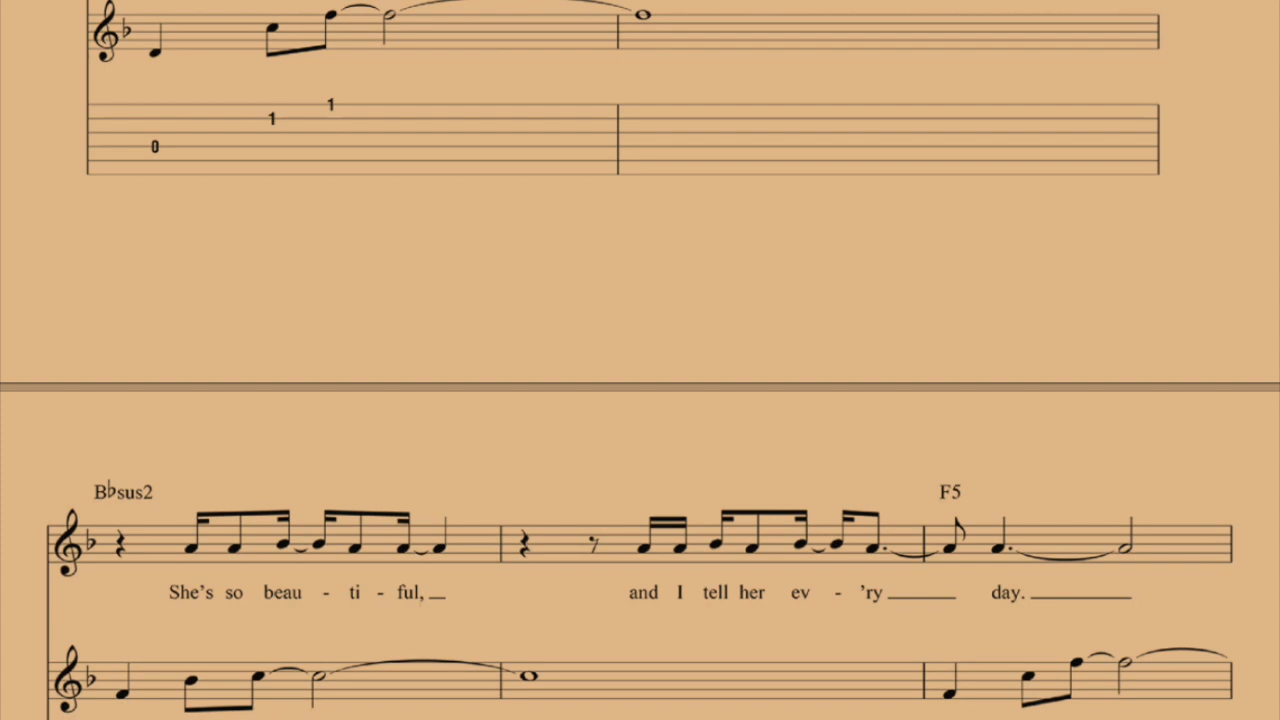 1
1
0
B♭sus2 F5
She's so beau - ti - ful, and I tell her ev - 'ry day.